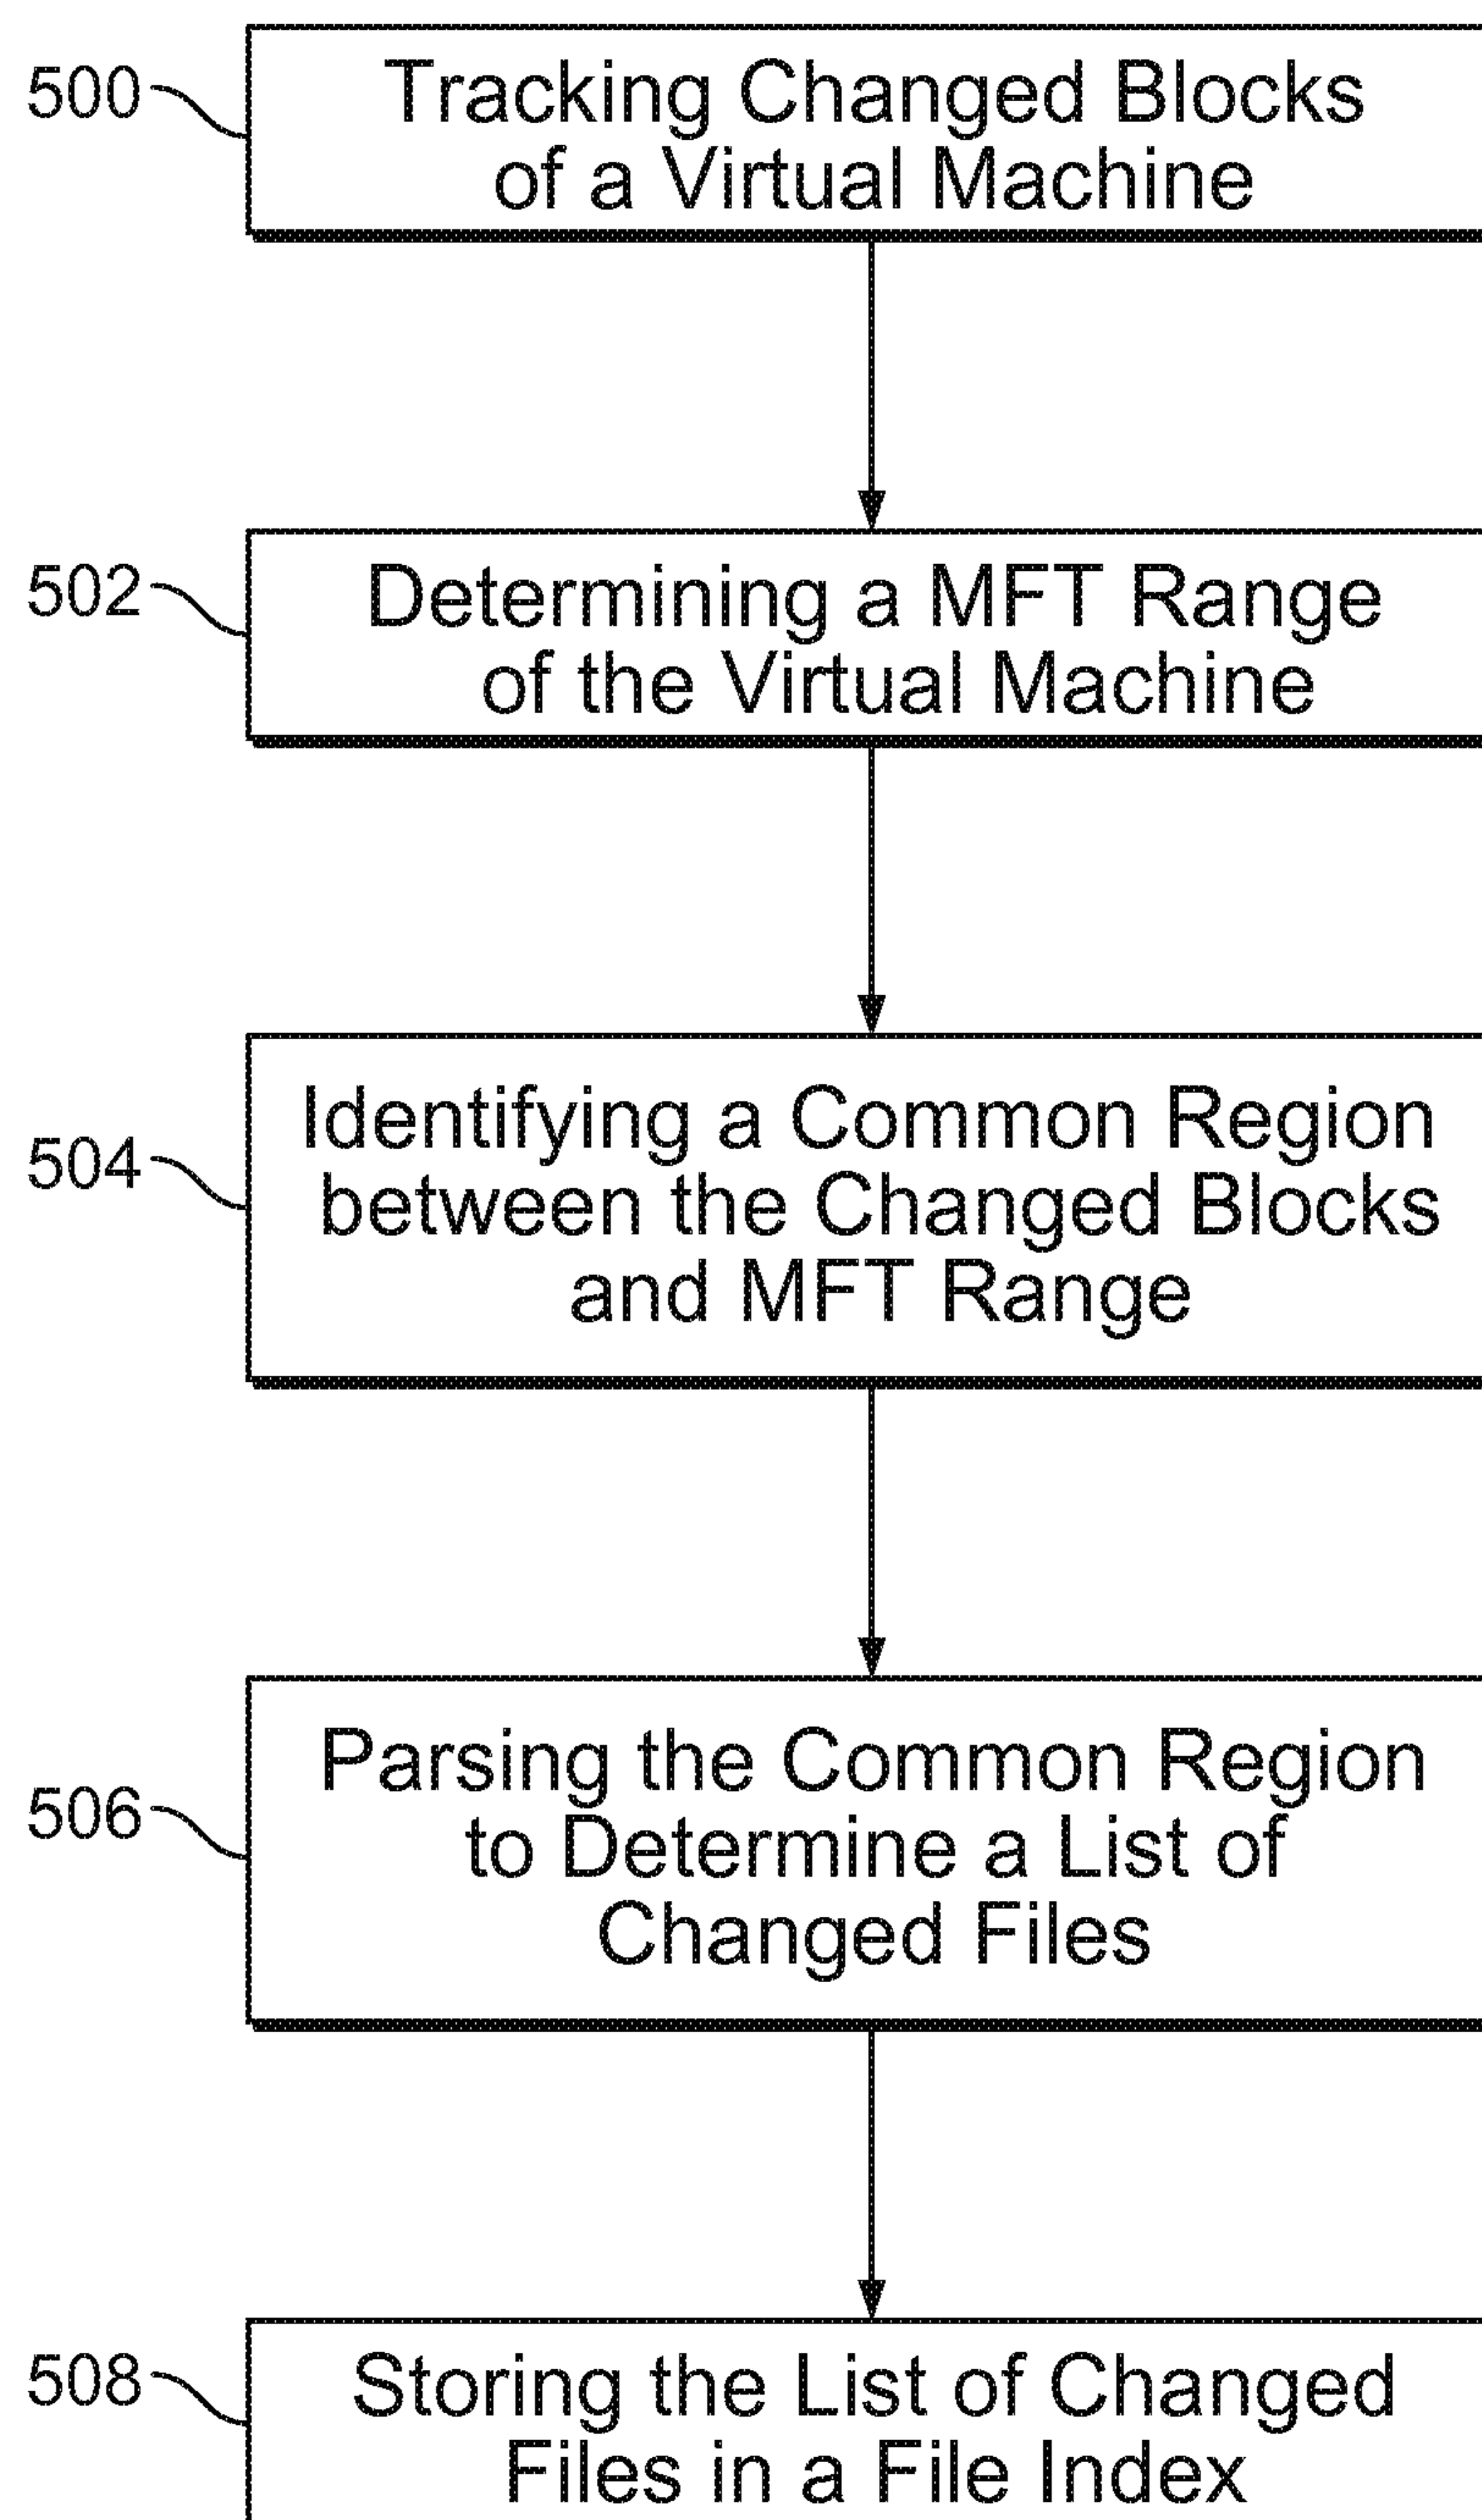 500
Tracking Changed Blocks
of a Virtual Machine
502
Determining a MFT Range
of the Virtual Machine
504
Identifying a Common Region
between the Changed Blocks
and MFT Range
506
Parsing the Common Region
to Determine a List of
Changed Files
508
Storing the List of Changed
Files in a File Index